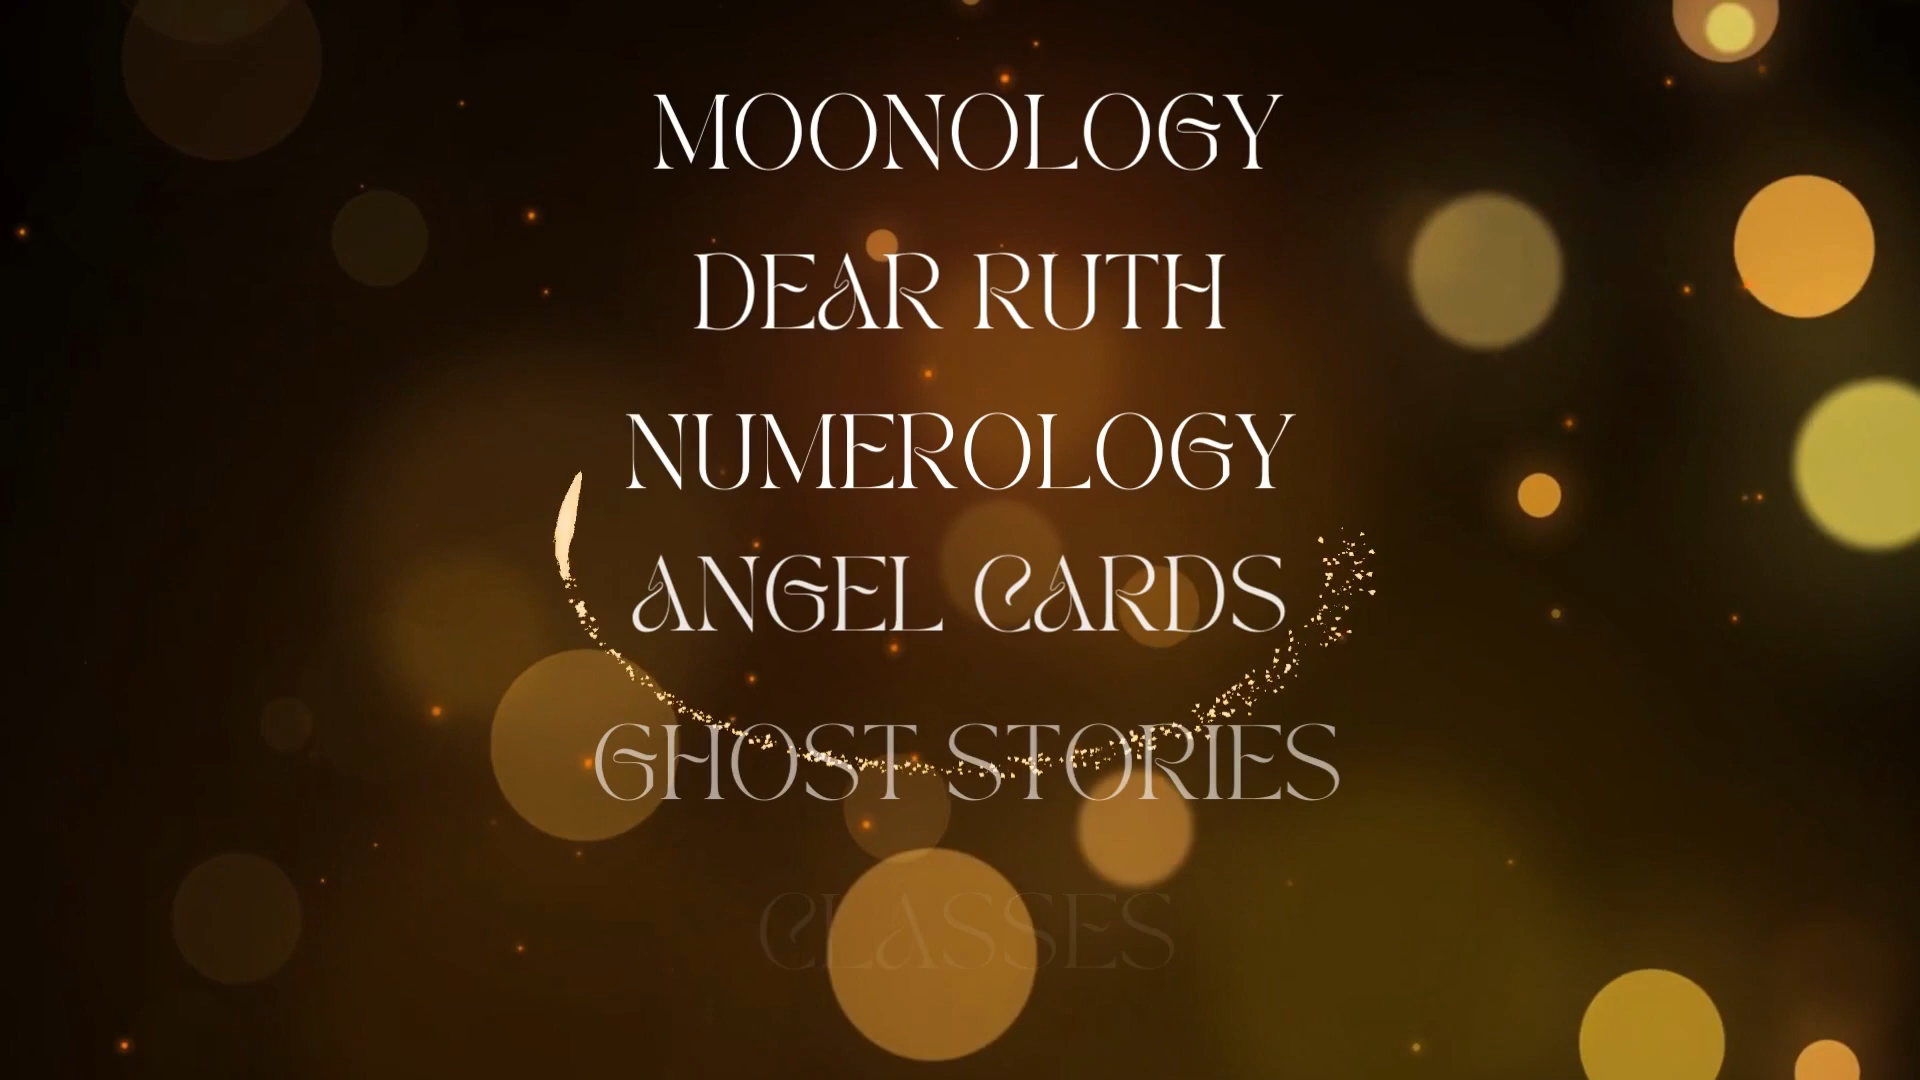 MOONOLOGY
DEAR RUTH
NUMEROLOGY
ANGEL CARDS
GHOST STORIES
CLASSES